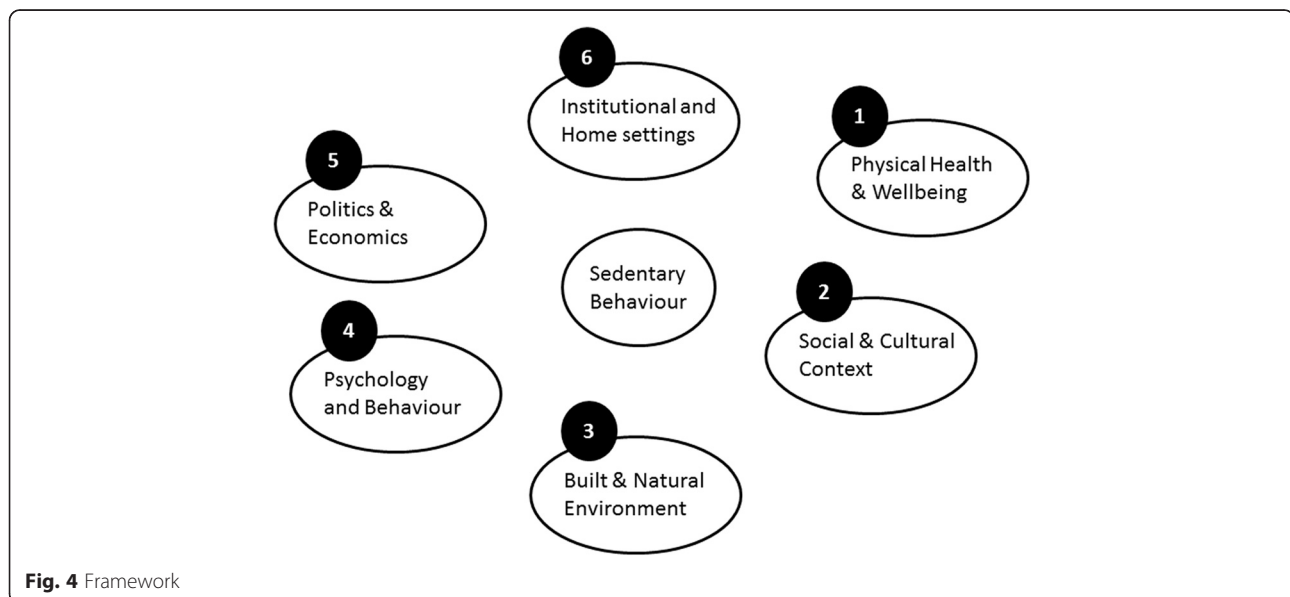 6
Institutional and
Home settings
1
Physical Health
& Wellbeing
5
Politics &
Economics
Sedentary
Behaviour
2
Social & Cultural
Context
4
Psychology
and Behaviour
3
Built & Natural
Environment
Fig. 4 Framework